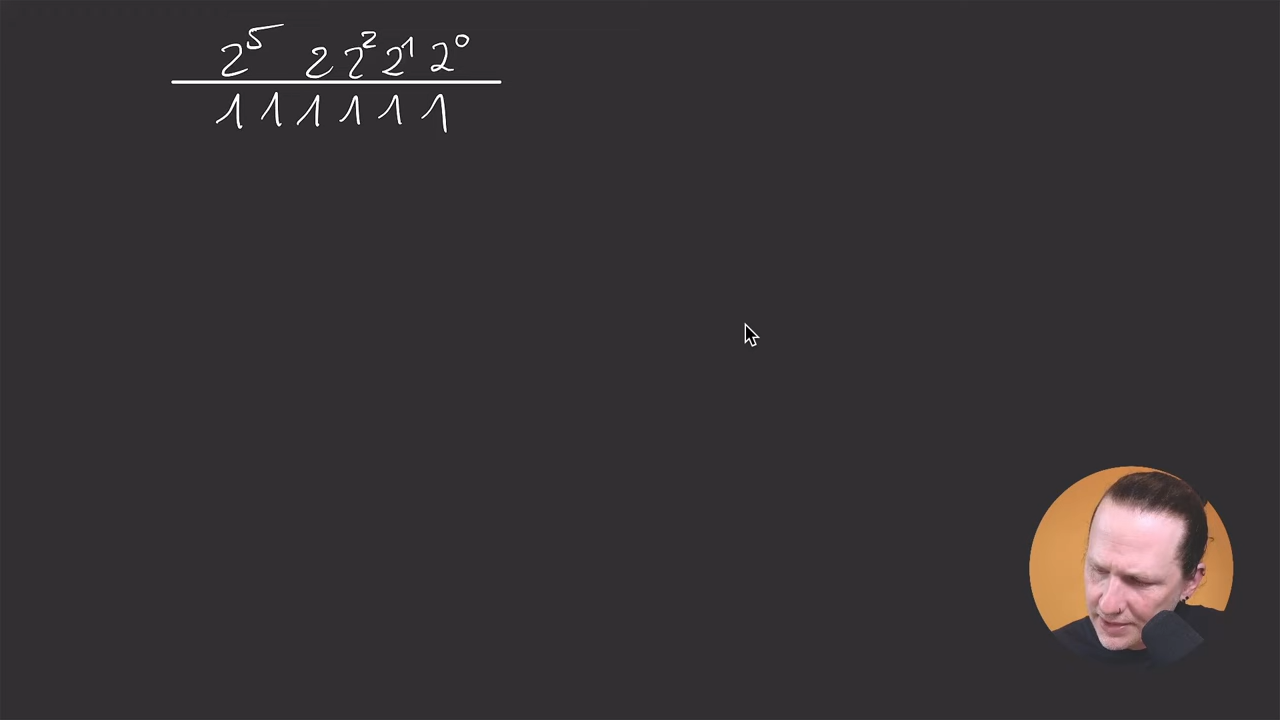 2⁵ 2 2² 2¹ 2⁰
1 1 1 1 1 1